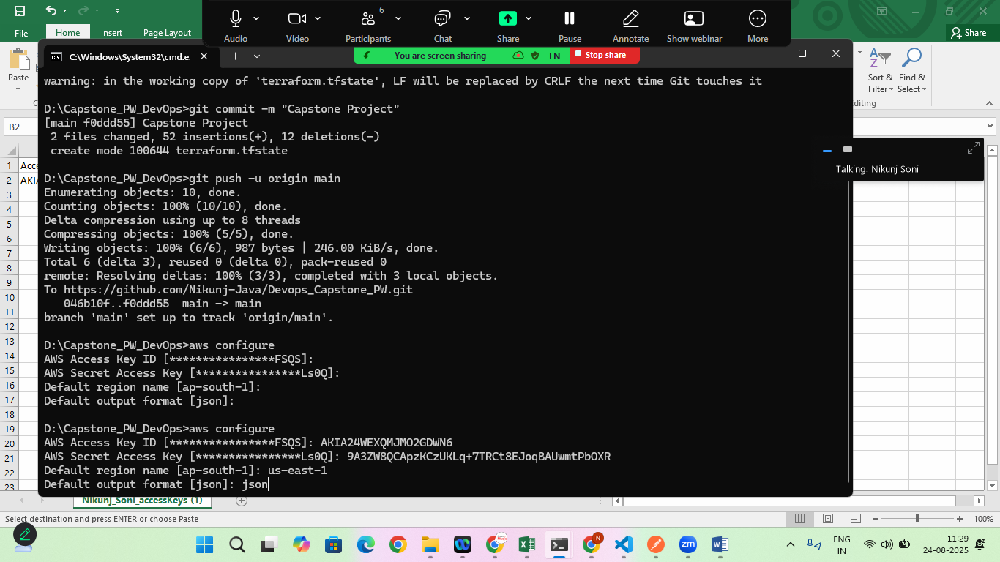 File
Home
Insert
Page Layout
Audio
Video
6
Participants
Chat
Share
Pause
Annotate
Show webinar
More
Share
C:\Windows\System32\cmd.e
You are screen sharing
EN
Stop share
Paste
Sort &
Filter
Find &
Select
diting
B2
warning: in the working copy of 'terraform.tfstate', LF will be replaced by CRLF the next time Git touches it
D:\Capstone_PW_DevOps>git commit -m "Capstone Project"
[main f0ddd55] Capstone Project
2 files changed, 52 insertions(+), 12 deletions(-)
create mode 100644 terraform.tfstate
D:\Capstone_PW_DevOps>git push -u origin main
Enumerating objects: 10, done.
Counting objects: 100% (10/10), done.
Delta compression using up to 8 threads
Compressing objects: 100% (5/5), done.
Writing objects: 100% (6/6), 987 bytes | 246.00 KiB/s, done.
Total 6 (delta 3), reused 0 (delta 0), pack-reused 0
remote: Resolving deltas: 100% (3/3), completed with 3 local objects.
To https://github.com/Nikunj-Java/Devops_Capstone_PW.git
046b10f..f0ddd55  main -> main
branch 'main' set up to track 'origin/main'.
D:\Capstone_PW_DevOps>aws configure
AWS Access Key ID [****************FSQS]:
AWS Secret Access Key [****************Ls0Q]:
Default region name [ap-south-1]:
Default output format [json]:
D:\Capstone_PW_DevOps>aws configure
AWS Access Key ID [****************FSQS]: AKIA24WEXQMJMO2GDWN6
AWS Secret Access Key [****************Ls0Q]: 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
Default region name [ap-south-1]: us-east-1
Default output format [json]: json
Talking: Nikunj Soni
1
Acce
2
AKIA
3
4
5
6
7
8
9
10
11
12
13
14
15
16
17
18
19
20
21
22
23
Nikunj_Soni_accessKeys (1)
Select destination and press ENTER or choose Paste
100%
ENG
IN
11:29
24-08-2025